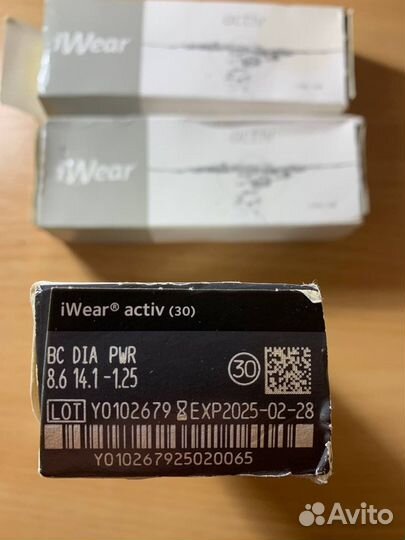 activ
iWear
activ
iWear
iWear® activ (30)
BC DIA PWR
8.6 14.1 -1.25
30
LOT Y0102679 EXP2025-02-28
Y010267925020065
Avito